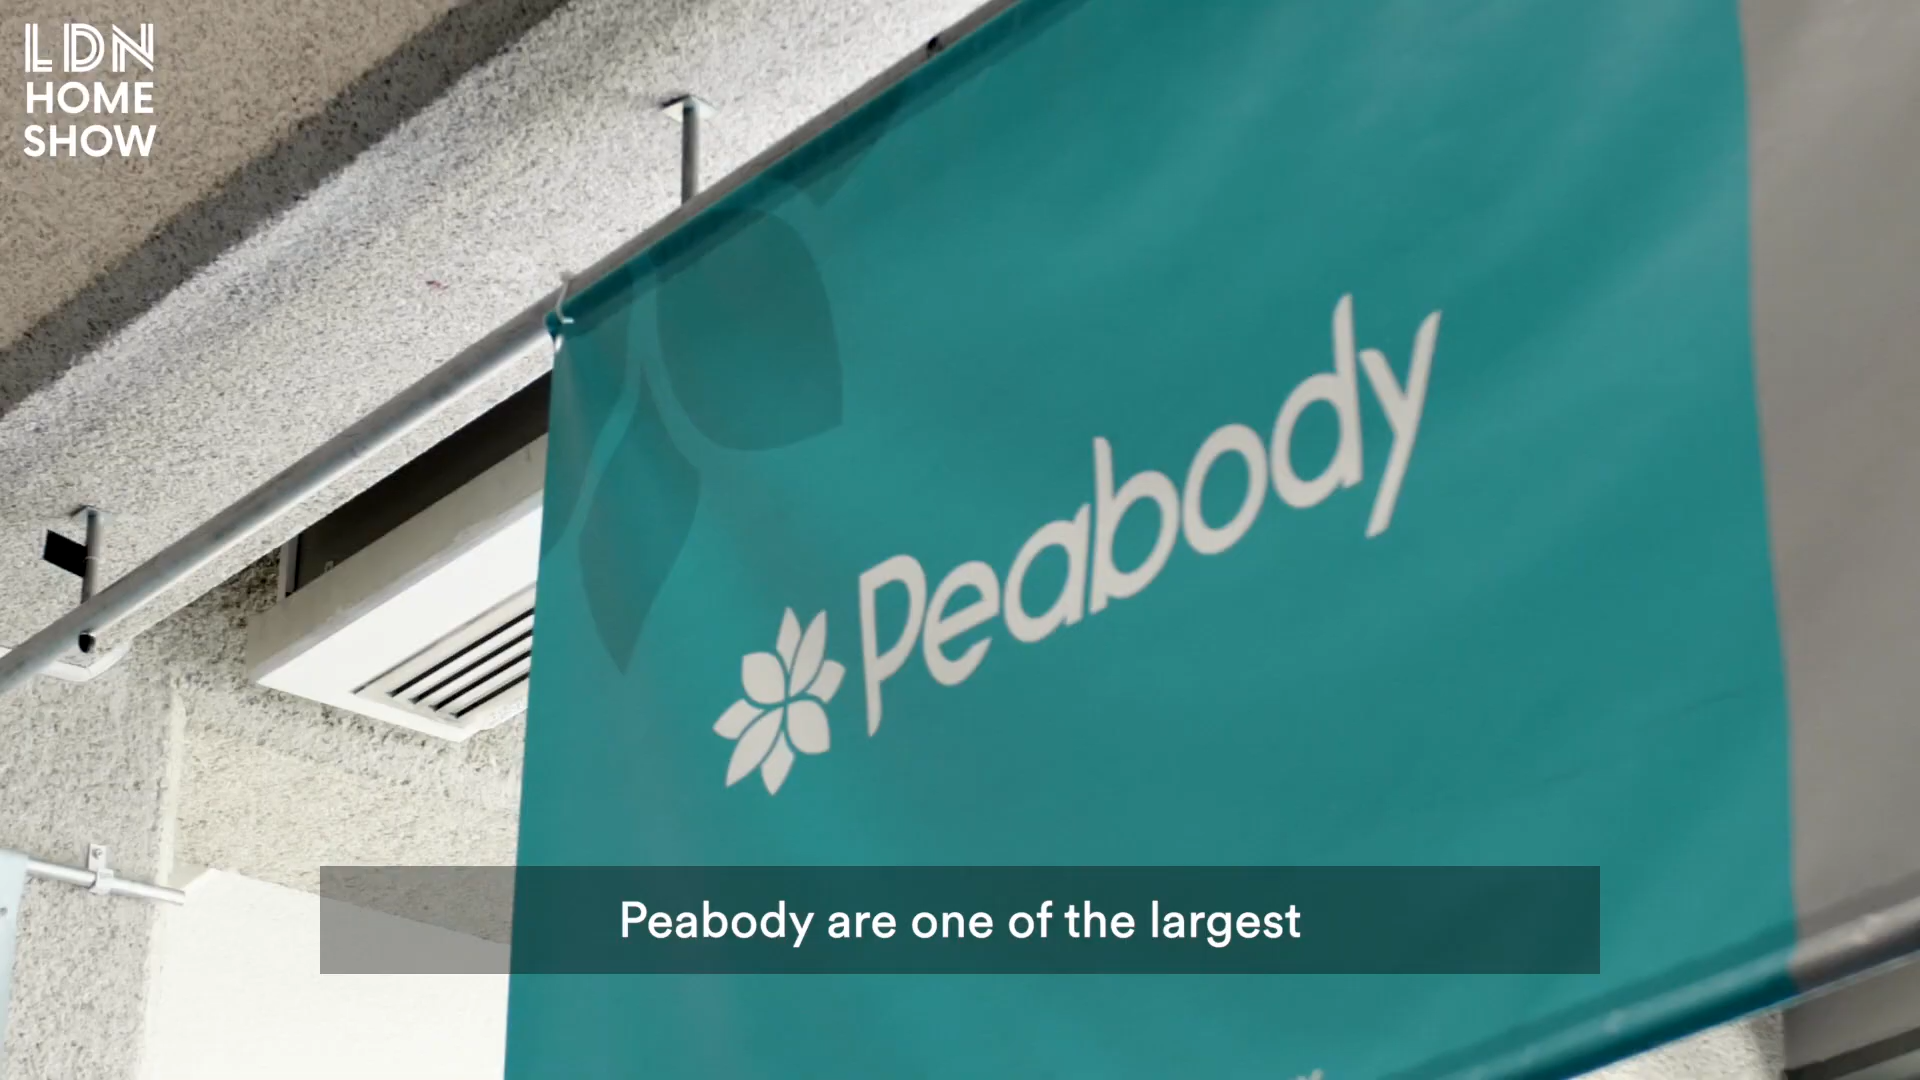 LDN
HOME
SHOW
Peabody
Peabody are one of the largest